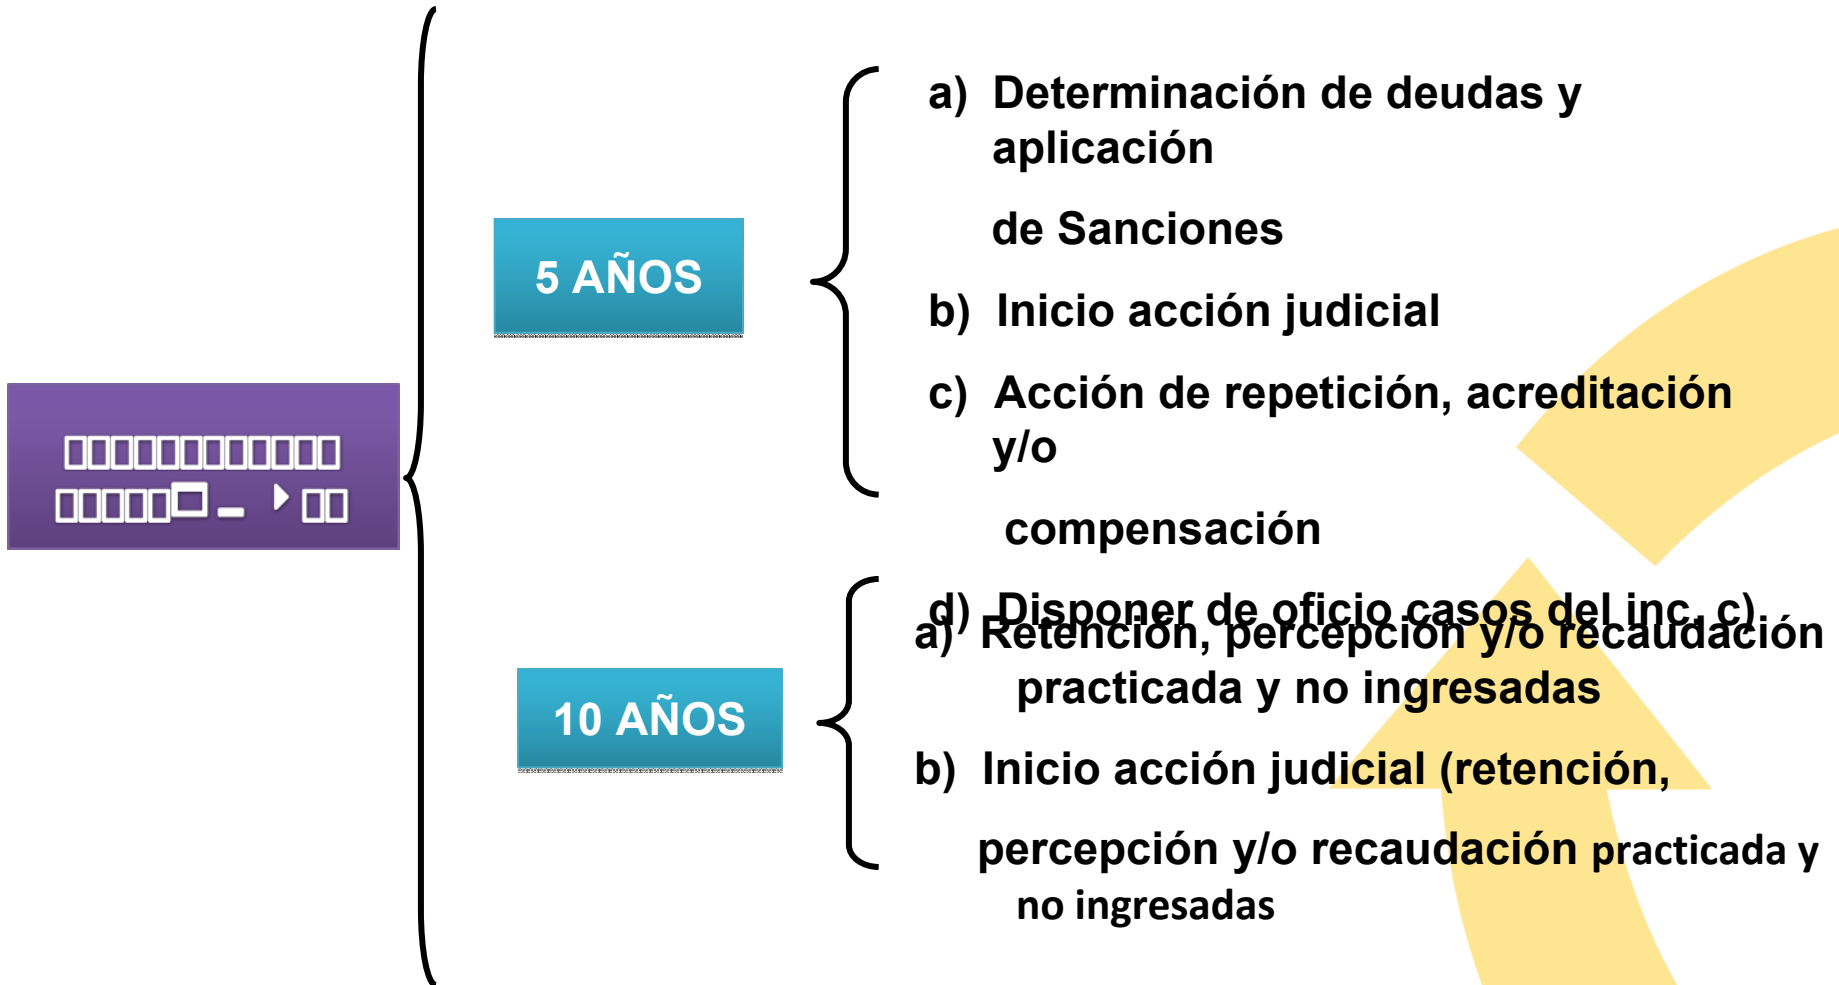 5 AÑOS
a) Determinación de deudas y
aplicación
de Sanciones
b) Inicio acción judicial
c) Acción de repetición, acreditación
y/o
compensación
d) Disponer de oficio casos del inc. c)
10 AÑOS
a) Retención, percepción y/o recaudación
practicada y no ingresadas
b) Inicio acción judicial (retención,
percepción y/o recaudación practicada y
no ingresadas